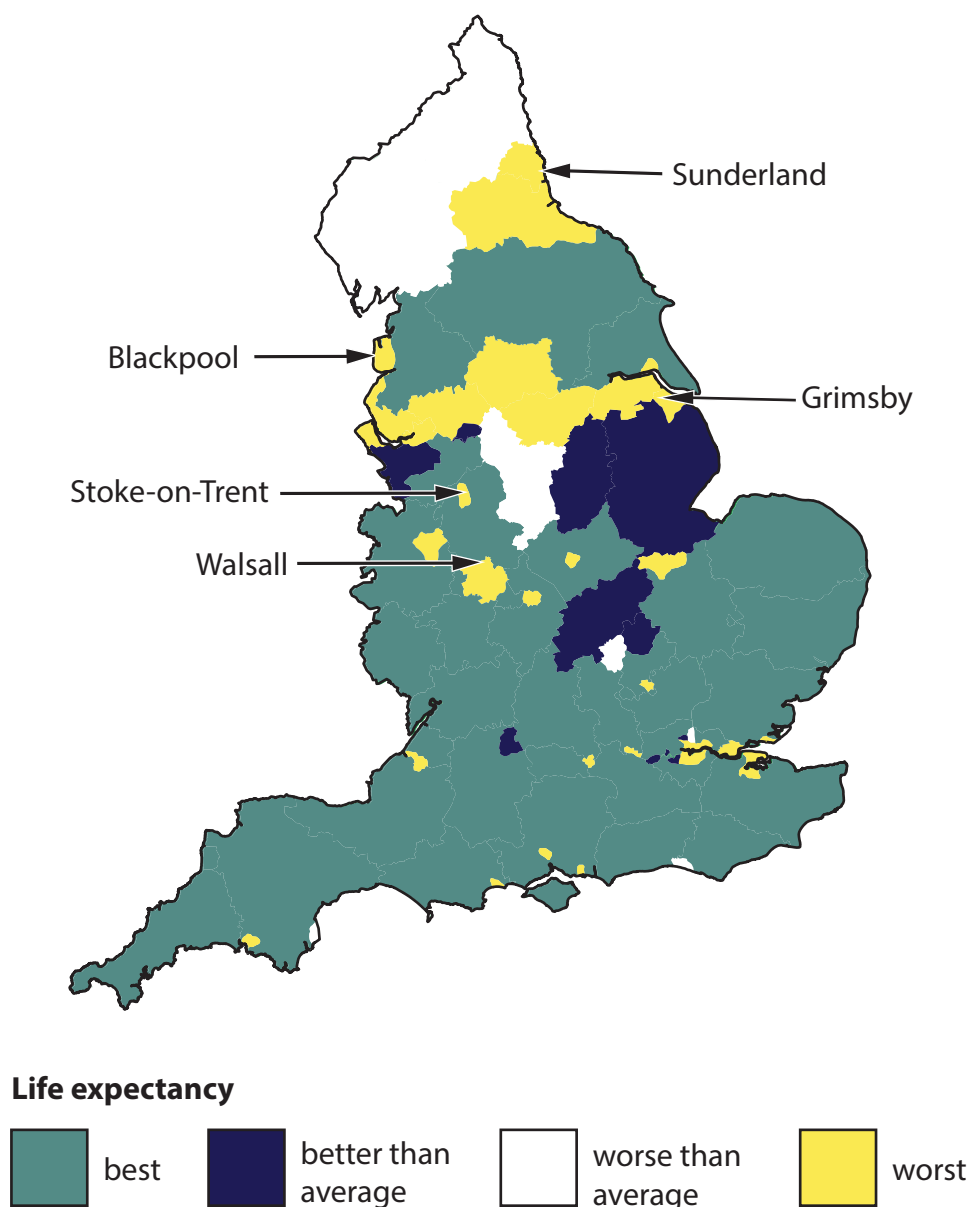 Sunderland
Blackpool
Grimsby
Stoke-on-Trent
Walsall
Life expectancy
best
better than
average
worse than
average
worst